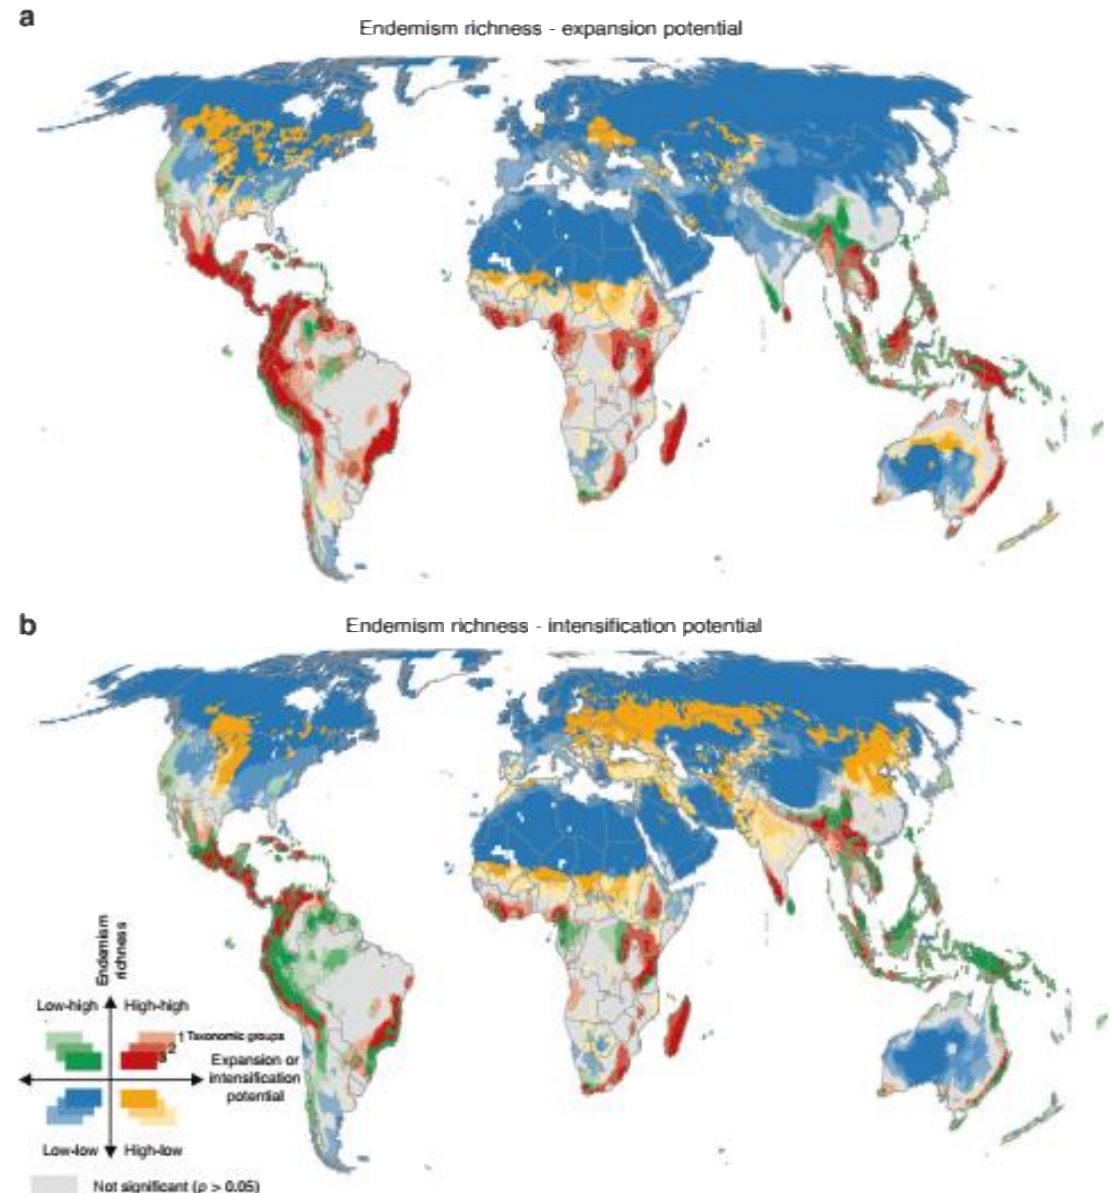 a
Endemism richness - expansion potential
b
Endemism richness - intensification potential
Endemism
richness
Low-high
High-high
1 Taxonomic groups
2
3
Expansion or
intensification
potential
Low-low
High-low
Not significant (p > 0.05)